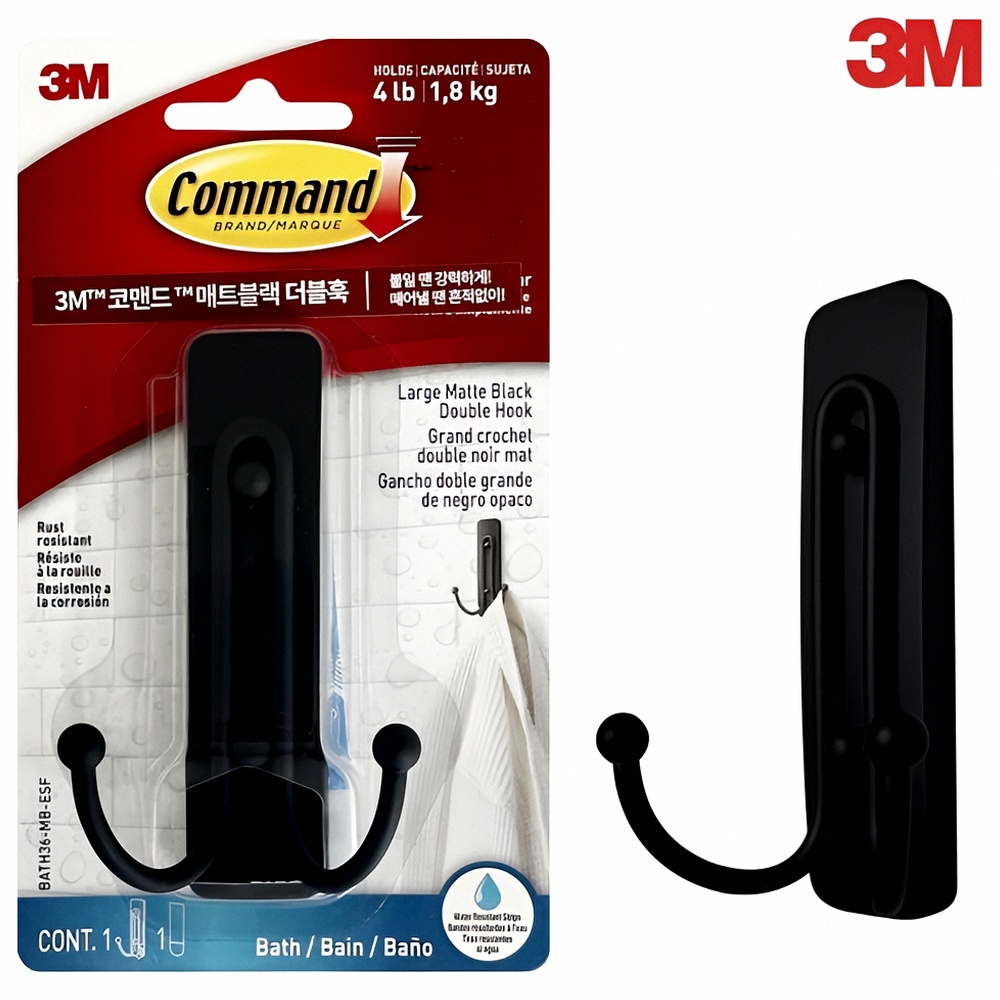 3M
HOLDS | CAPACITÉ | SUJETA
4 lb | 1,8 kg
3M
Command
BRAND/MARQUE
3M™ 코맨드™ 매트블랙 더블훅
붙일 땐 강력하게!
떼어낼 땐 흔적없이!
Large Matte Black
Double Hook
Grand crochet
double noir mat
Gancho doble grande
de negro opaco
Rust
resistant
Résiste
à la rouille
Resistente a
la corrosión
BATH36-MB-ESF
Water Resistant Strips
CONT. 1 1
Bath / Bain / Baño